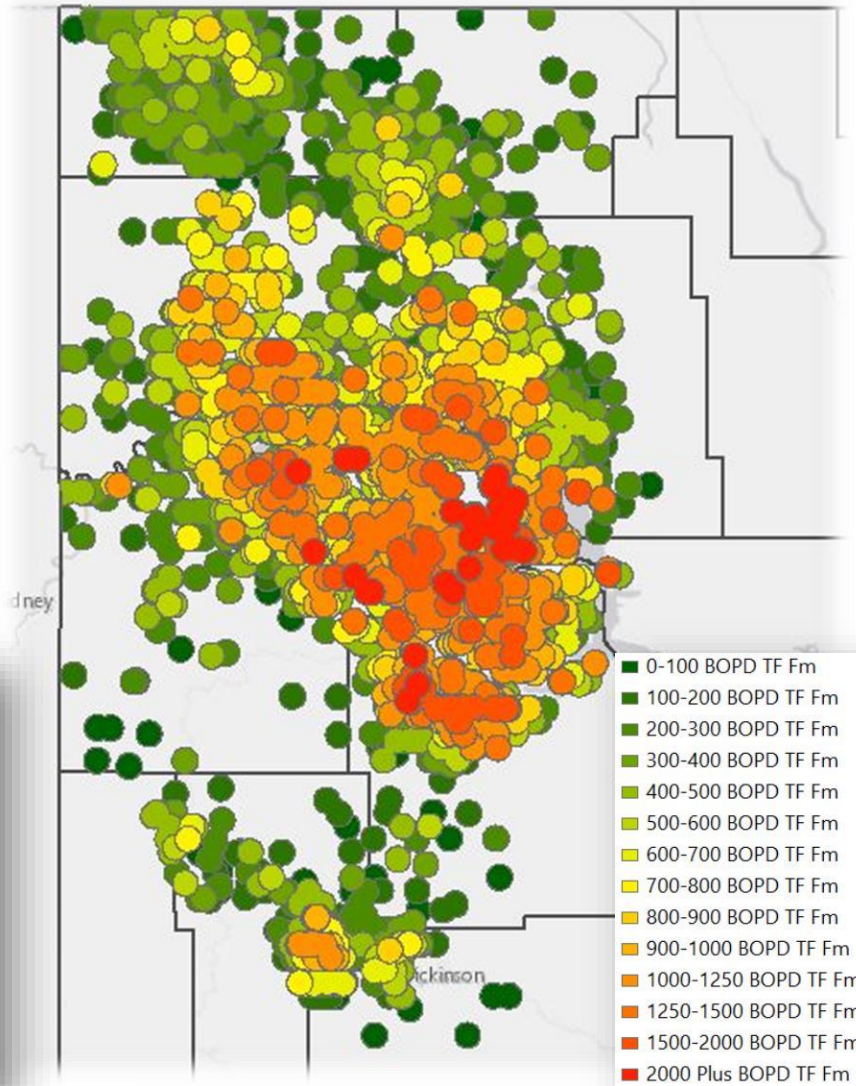 dney
ickinson
0-100 BOPD TF Fm
100-200 BOPD TF Fm
200-300 BOPD TF Fm
300-400 BOPD TF Fm
400-500 BOPD TF Fm
500-600 BOPD TF Fm
600-700 BOPD TF Fm
700-800 BOPD TF Fm
800-900 BOPD TF Fm
900-1000 BOPD TF Fm
1000-1250 BOPD TF Fm
1250-1500 BOPD TF Fm
1500-2000 BOPD TF Fm
2000 Plus BOPD TF Fm